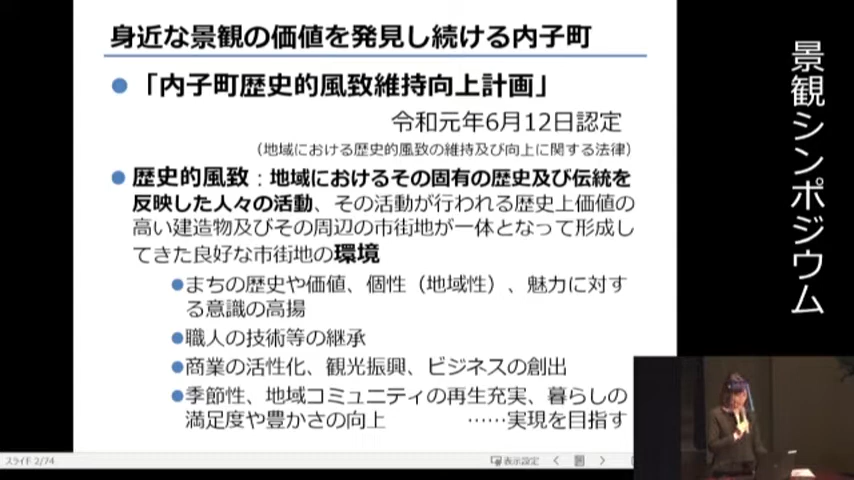 身近な景観の価値を発見し続ける内子町
●「内子町歴史的風致維持向上計画」
令和元年6月12日認定
（地域における歴史的風致の維持及び向上に関する法律）
●歴史的風致：地域におけるその固有の歴史及び伝統を
反映した人々の活動、その活動が行われる歴史上価値の
高い建造物及びその周辺の市街地が一体となって形成し
てきた良好な市街地の環境
●まちの歴史や価値、個性（地域性）、魅力に対す
る意識の高揚
●職人の技術等の継承
●商業の活性化、観光振興、ビジネスの創出
●季節性、地域コミュニティの再生充実、暮らしの
満足度や豊かさの向上　　　……実現を目指す
スライド 2/74
表示設定
景観シンポジウム